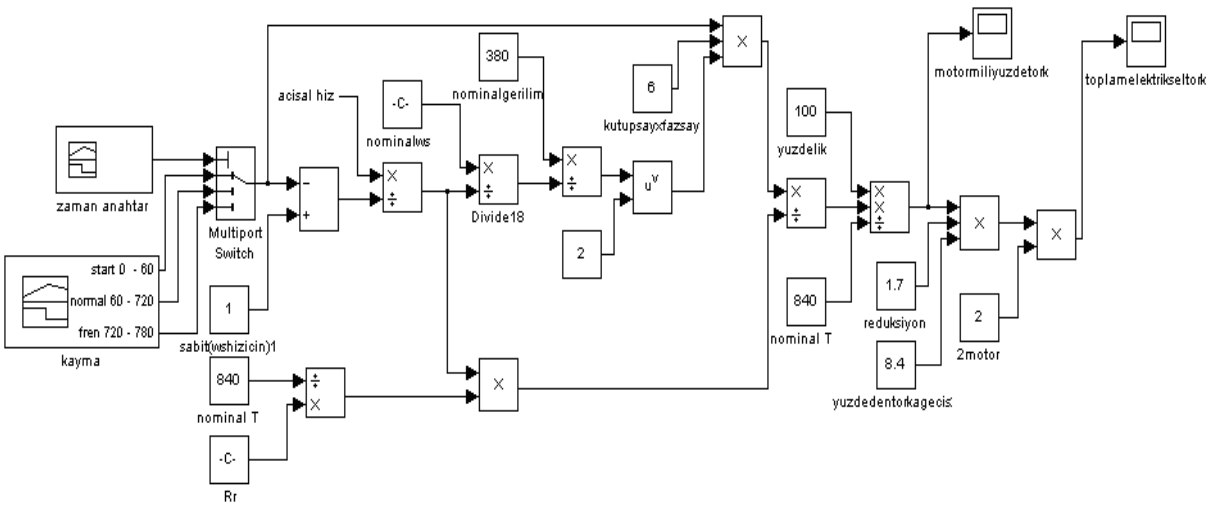 380
nominalgerilim
acisal hiz
-C-
nominalws
6
kutupsayxfazsay
motormiliyuzdetork
toplamelektrikseltork
100
yuzdelik
zaman anahtar
Multiport
Switch
Divide18
u^v
2
start 0 - 60
normal 60 - 720
fren 720 - 780
kayma
1
sabit(wshizicin)1
840
nominal T
-C-
Rr
840
nominal T
1.7
reduksiyon
8.4
yuzdedentorkagecis
2
2motor